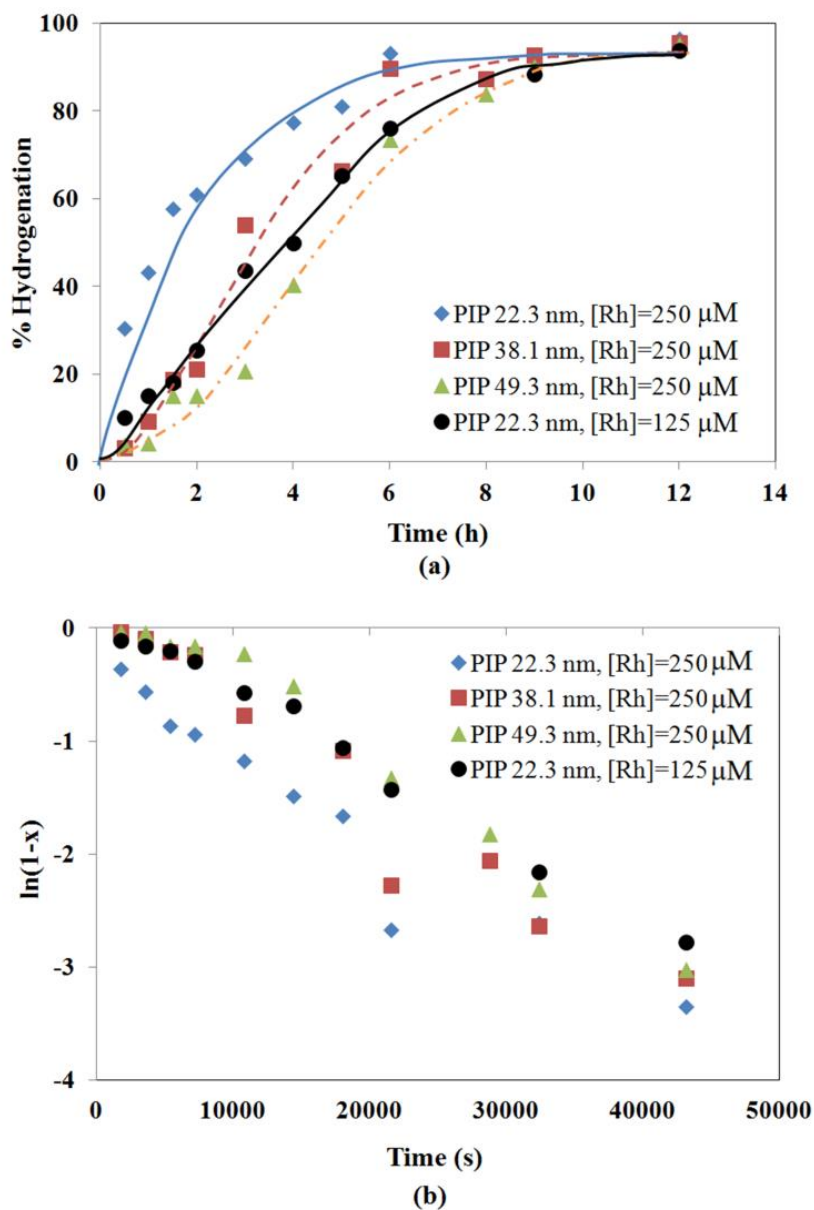 100
80
60
40
20
0
% Hydrogenation
PIP 22.3 nm, [Rh]=250 μM
PIP 38.1 nm, [Rh]=250 μM
PIP 49.3 nm, [Rh]=250 μM
PIP 22.3 nm, [Rh]=125 μM
0 2 4 6 8 10 12 14
Time (h)
(a)
0
-1
-2
-3
-4
ln(1-x)
PIP 22.3 nm, [Rh]=250 μM
PIP 38.1 nm, [Rh]=250 μM
PIP 49.3 nm, [Rh]=250 μM
PIP 22.3 nm, [Rh]=125 μM
0 10000 20000 30000 40000 50000
Time (s)
(b)